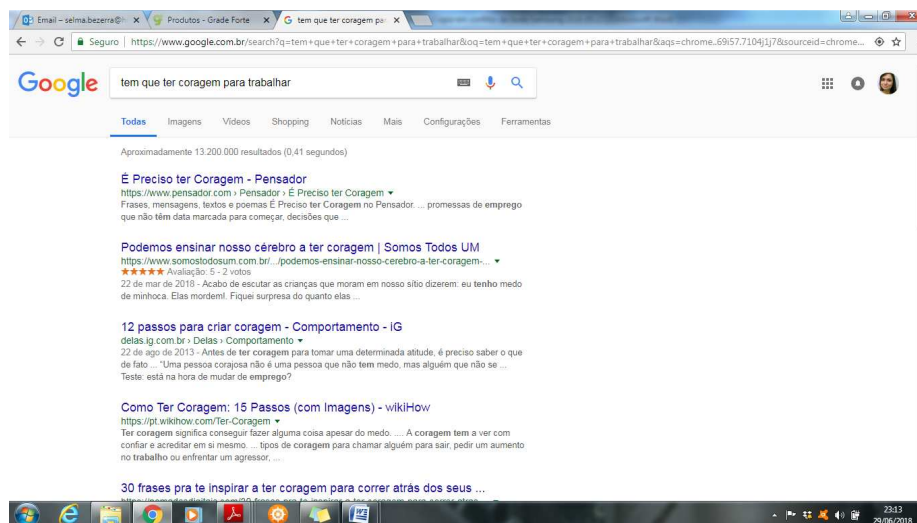 Email – selma.bezerra@h
Produtos - Grade Forte
tem que ter coragem par
Seguro | https://www.google.com.br/search?q=tem+que+ter+coragem+para+trabalhar&oq=tem+que+ter+coragem+para+trabalhar&aqs=chrome..69i57.7104j1j7&sourceid=chrome...
Google
tem que ter coragem para trabalhar
Todas Imagens Vídeos Shopping Notícias Mais Configurações Ferramentas
Aproximadamente 13.200.000 resultados (0,41 segundos)
É Preciso ter Coragem - Pensador
https://www.pensador.com › Pensador › É Preciso ter Coragem
Frases, mensagens, textos e poemas É Preciso ter Coragem no Pensador. ... promessas de emprego
que não têm data marcada para começar, decisões que ...
Podemos ensinar nosso cérebro a ter coragem | Somos Todos UM
https://www.somostodosum.com.br/.../podemos-ensinar-nosso-cerebro-a-ter-coragem-...
Avaliação: 5 - 2 votos
22 de mar de 2018 - Acabo de escutar as crianças que moram em nosso sítio dizerem: eu tenho medo
de minhoca. Elas mordem!. Fiquei surpresa do quanto elas ...
12 passos para criar coragem - Comportamento - iG
delas.ig.com.br › Delas › Comportamento
22 de ago de 2013 - Antes de ter coragem para tomar uma determinada atitude, é preciso saber o que
de fato ... "Uma pessoa corajosa não é uma pessoa que não tem medo, mas alguém que não se ...
Teste: está na hora de mudar de emprego?
Como Ter Coragem: 15 Passos (com Imagens) - wikiHow
https://pt.wikihow.com/Ter-Coragem
Ter coragem significa conseguir fazer alguma coisa apesar do medo. ... A coragem tem a ver com
confiar e acreditar em si mesmo. ... tipos de coragem para chamar alguém para sair, pedir um aumento
no trabalho ou enfrentar um agressor, ...
30 frases pra te inspirar a ter coragem para correr atrás dos seus ...
23:13
29/06/2018